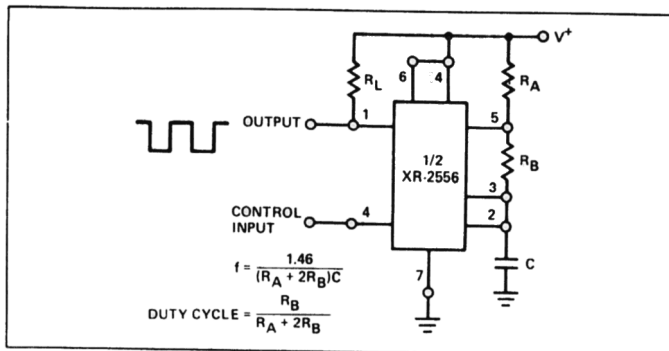 V+
6 4
RL
RA
1
OUTPUT
5
1/2
XR-2556
RB
3
CONTROL
INPUT
4
2
C
7
f = 1.46 / (RA + 2RB)C
DUTY CYCLE = RB / RA + 2RB